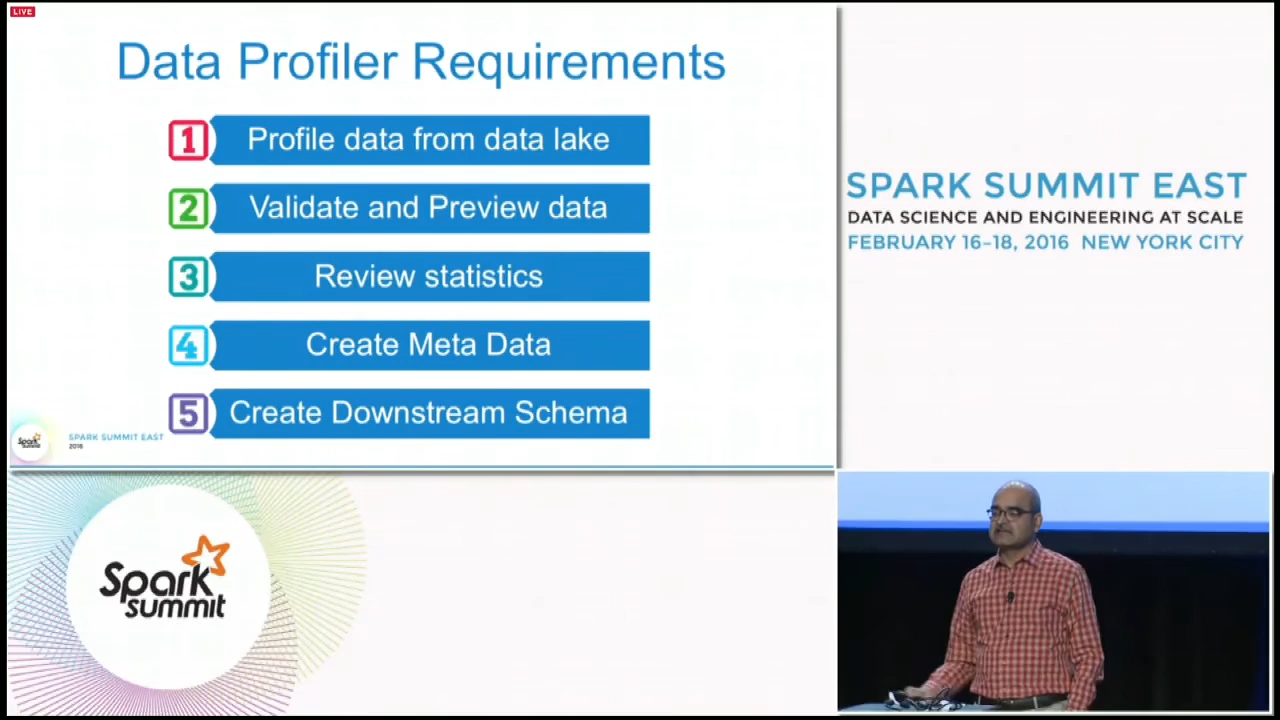 LIVE
Data Profiler Requirements
1 Profile data from data lake
2 Validate and Preview data
3 Review statistics
4 Create Meta Data
5 Create Downstream Schema
Spark
summit
SPARK SUMMIT EAST
2016
SPARK SUMMIT EAST
DATA SCIENCE AND ENGINEERING AT SCALE
FEBRUARY 16–18, 2016 NEW YORK CITY
Spark
summit